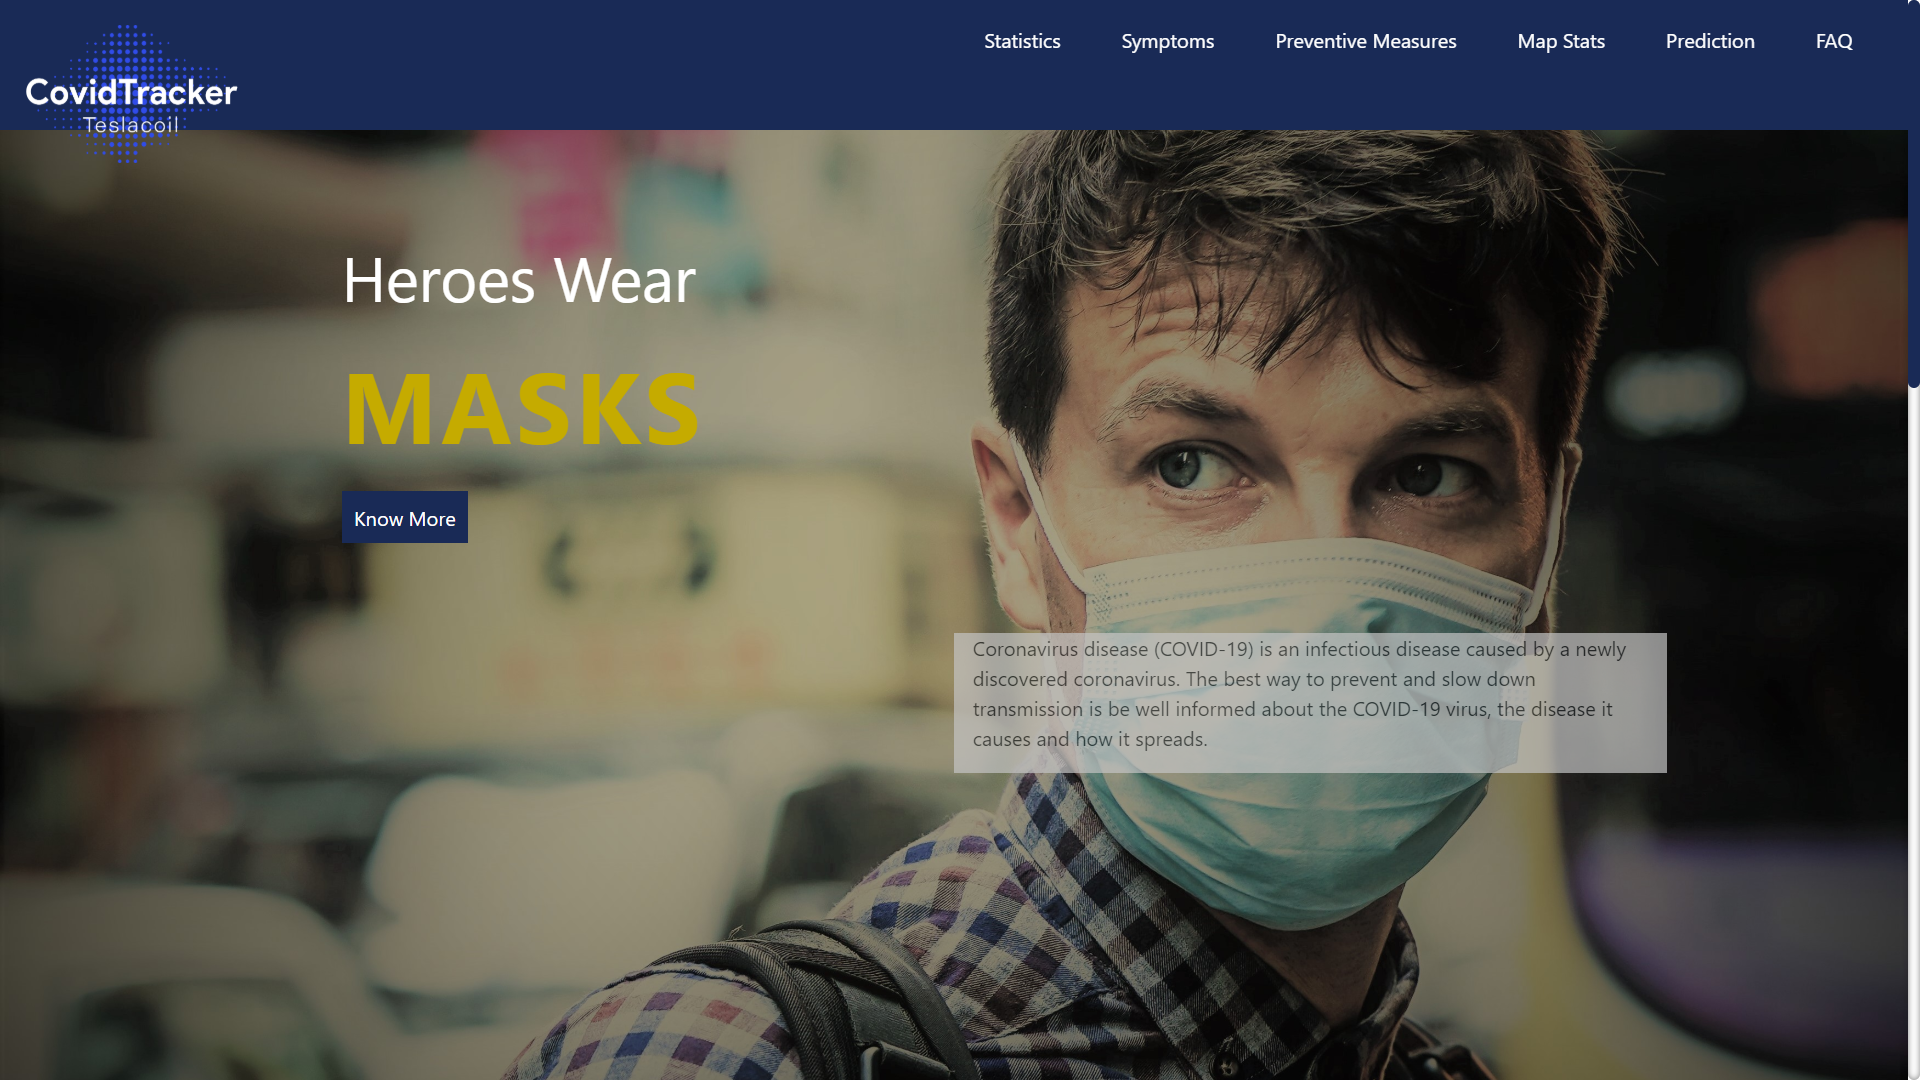 CovidTracker
Teslacoil
Statistics
Symptoms
Preventive Measures
Map Stats
Prediction
FAQ
Heroes Wear
MASKS
Know More
Coronavirus disease (COVID-19) is an infectious disease caused by a newly
discovered coronavirus. The best way to prevent and slow down
transmission is be well informed about the COVID-19 virus, the disease it
causes and how it spreads.